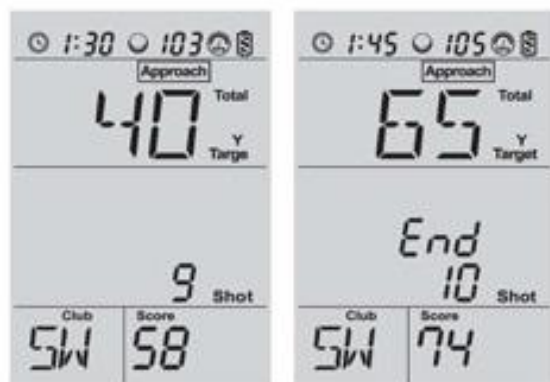 1:30 103
Approach
40 Total
Y
Targe
9 Shot
Club Score
SW 58
1:45 105
Approach
65 Total
Y
Target
End
10 Shot
Club Score
SW 74